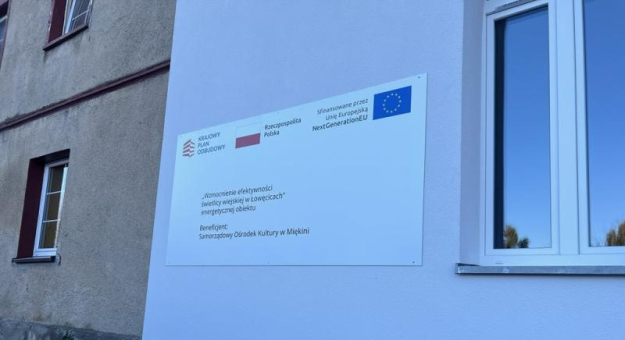 KRAJOWY
PLAN
ODBUDOWY
Rzeczpospolita
Polska
Sfinansowane przez
Unię Europejską
NextGenerationEU
„Wzmocnienie efektywności
świetlicy wiejskiej w Łowęcicach"
energetycznej obiektu
Beneficjent:
Samorządowy Ośrodek Kultury w Miękini